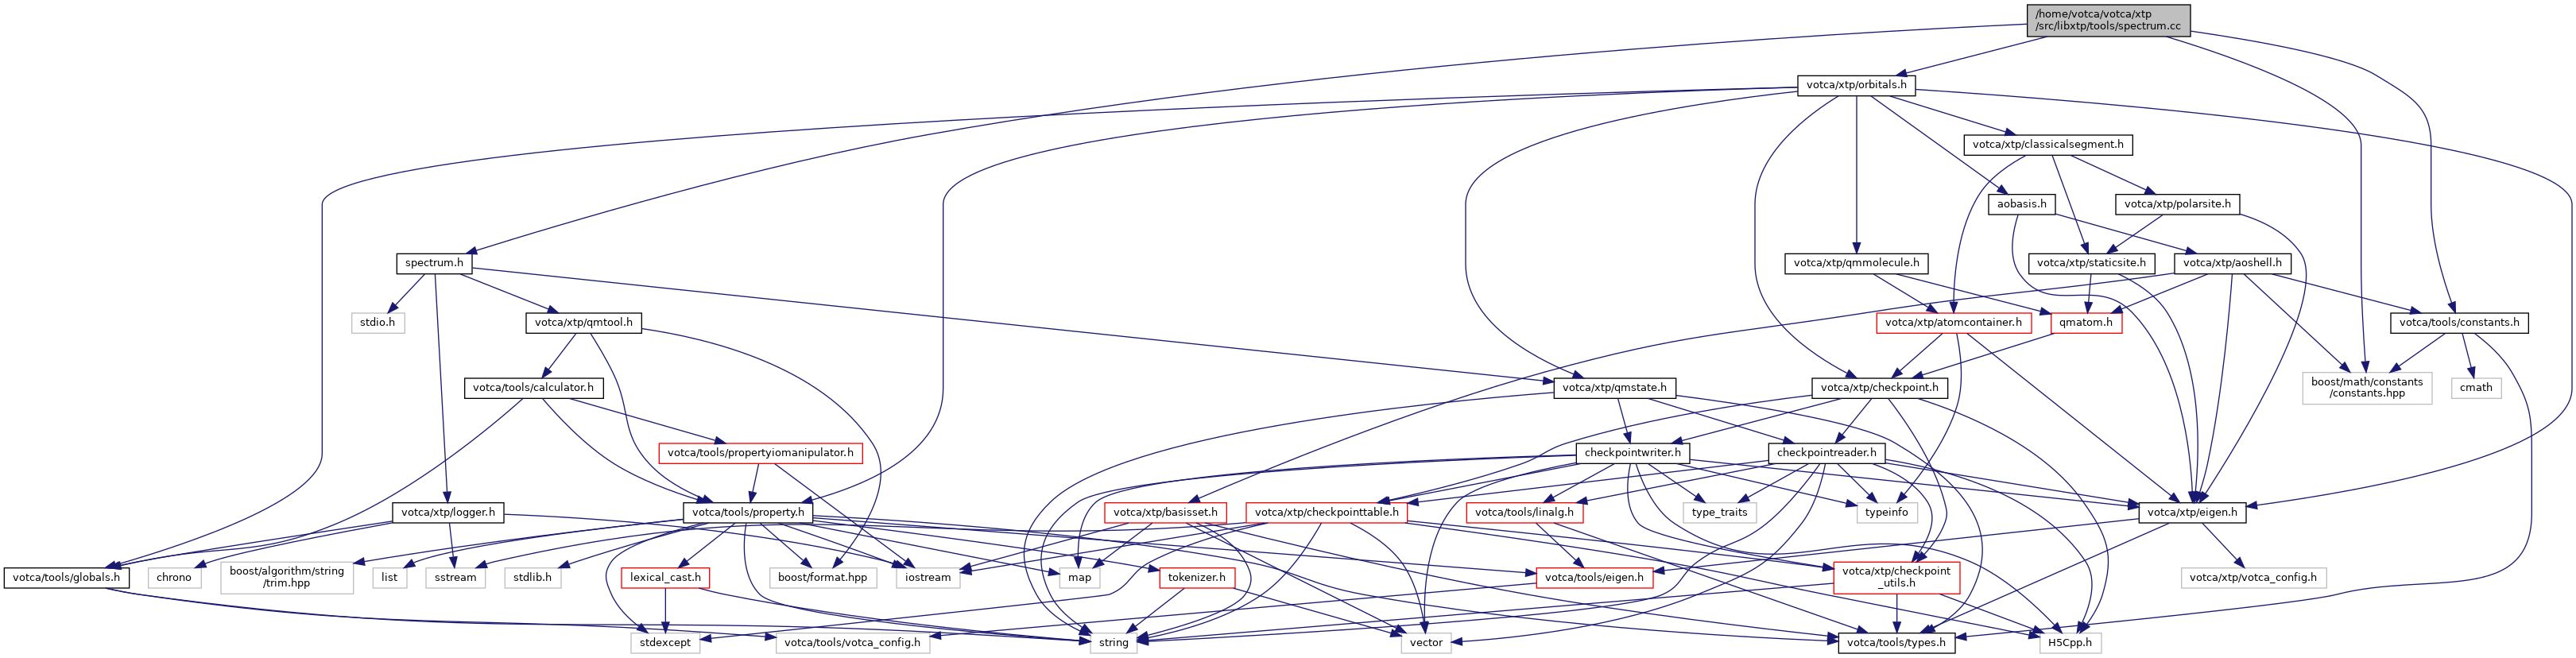 /home/votca/votca/xtp
/src/libxtp/tools/spectrum.cc
votca/xtp/orbitals.h
votca/xtp/classicalsegment.h
aobasis.h
votca/xtp/polarsite.h
spectrum.h
votca/xtp/qmmolecule.h
votca/xtp/staticsite.h
votca/xtp/aoshell.h
stdio.h
votca/xtp/qmtool.h
votca/xtp/atomcontainer.h
qmatom.h
votca/tools/constants.h
votca/tools/calculator.h
votca/xtp/qmstate.h
votca/xtp/checkpoint.h
boost/math/constants
/constants.hpp
cmath
votca/tools/propertyiomanipulator.h
checkpointwriter.h
checkpointreader.h
votca/xtp/logger.h
votca/tools/property.h
votca/xtp/basisset.h
votca/xtp/checkpointtable.h
votca/tools/linalg.h
type_traits
typeinfo
votca/xtp/eigen.h
votca/tools/globals.h
chrono
boost/algorithm/string
/trim.hpp
list
sstream
stdlib.h
lexical_cast.h
boost/format.hpp
iostream
map
tokenizer.h
votca/tools/eigen.h
votca/xtp/checkpoint
_utils.h
votca/xtp/votca_config.h
stdexcept
votca/tools/votca_config.h
string
vector
votca/tools/types.h
H5Cpp.h